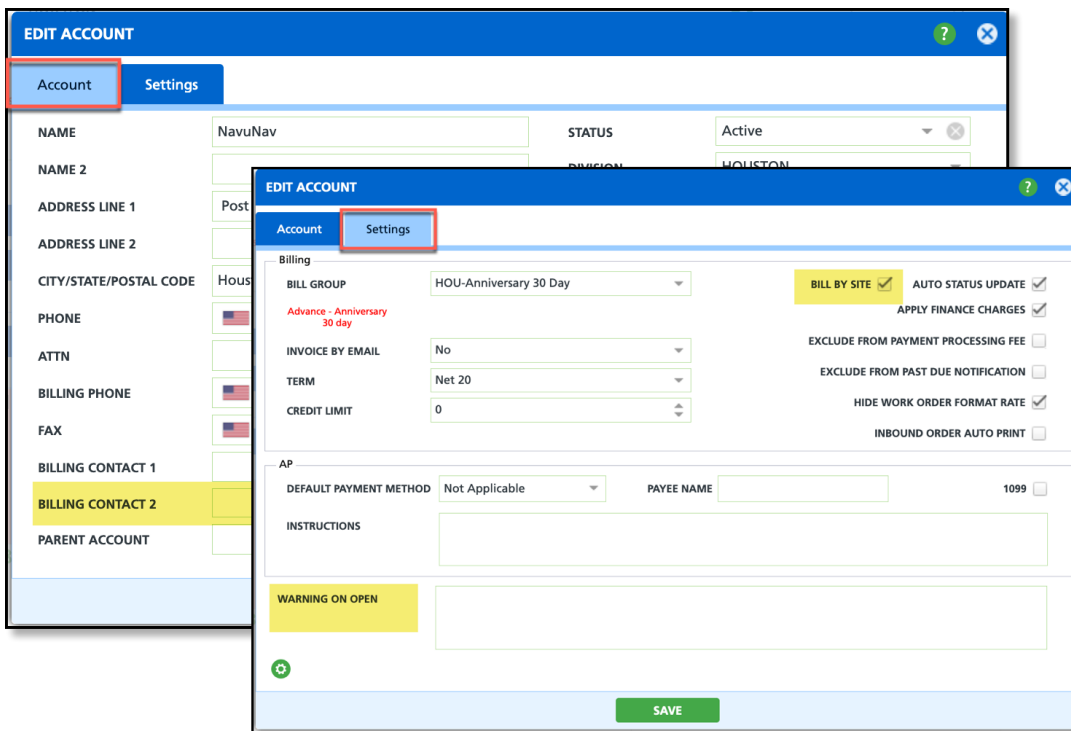 EDIT ACCOUNT ?
Account Settings
NAME NavuNav STATUS Active
NAME 2 DIVISION HOUSTON
ADDRESS LINE 1 Post
ADDRESS LINE 2
CITY/STATE/POSTAL CODE Hous
PHONE
ATTN
BILLING PHONE
FAX
BILLING CONTACT 1
BILLING CONTACT 2
PARENT ACCOUNT
EDIT ACCOUNT ?
Account Settings
Billing
BILL GROUP HOU-Anniversary 30 Day BILL BY SITE AUTO STATUS UPDATE
Advance - Anniversary
30 day
APPLY FINANCE CHARGES
INVOICE BY EMAIL No EXCLUDE FROM PAYMENT PROCESSING FEE
TERM Net 20 EXCLUDE FROM PAST DUE NOTIFICATION
CREDIT LIMIT 0 HIDE WORK ORDER FORMAT RATE
INBOUND ORDER AUTO PRINT
AP
DEFAULT PAYMENT METHOD Not Applicable PAYEE NAME 1099
INSTRUCTIONS
WARNING ON OPEN
SAVE